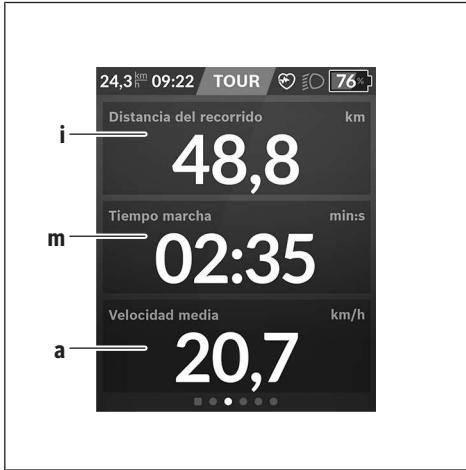 24,3 km/h 09:22 TOUR 76%
Distancia del recorrido km
i
48,8
Tiempo marcha min:s
m
02:35
Velocidad media km/h
a
20,7